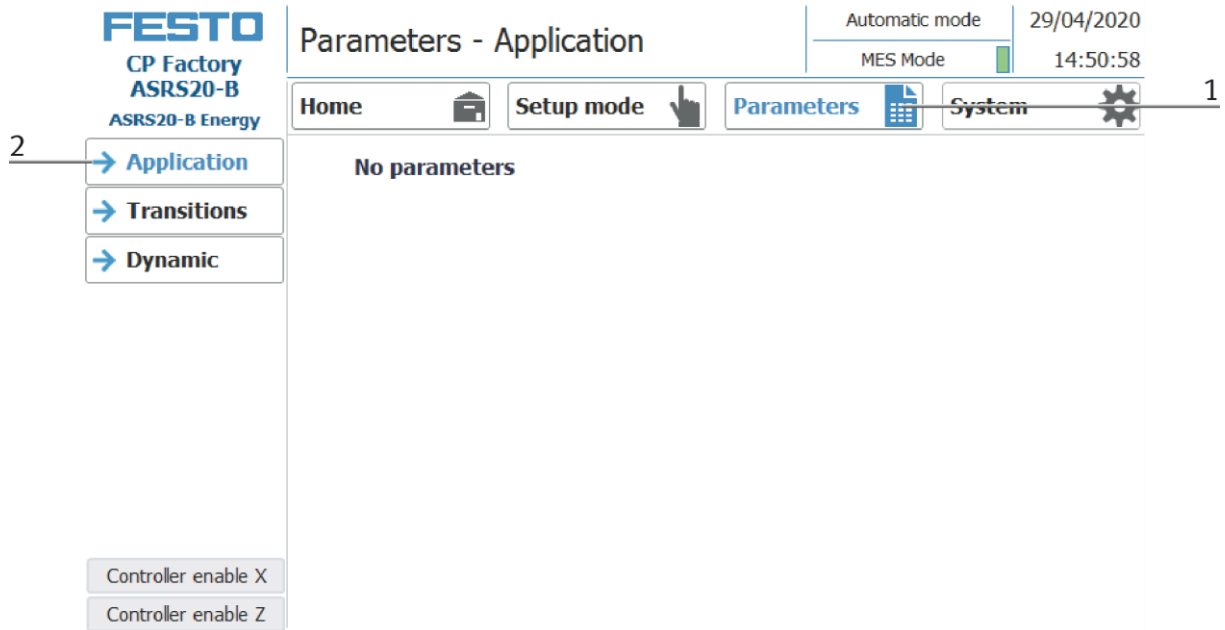 FESTO
CP Factory
ASRS20-B
ASRS20-B Energy
Parameters - Application
Automatic mode
MES Mode
29/04/2020
14:50:58
Home
Setup mode
Parameters
System
1
2
Application
Transitions
Dynamic
No parameters
Controller enable X
Controller enable Z